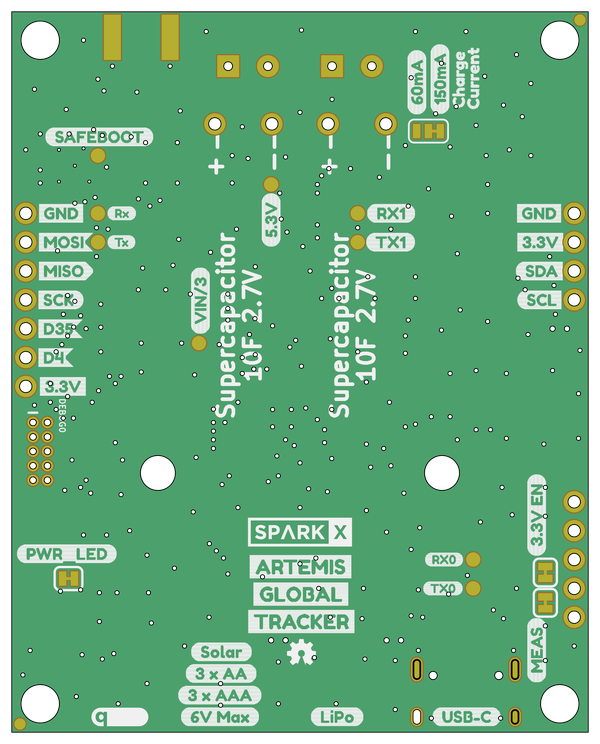 60mA
150mA
Charge
Current
SAFEBOOT
+
−
+
−
GND
Rx
5.3V
RX1
GND
MOSI
Tx
TX1
3.3V
MISO
SDA
SCK
VIN/3
SCL
D35
D4
3.3V
Supercapacitor
10F 2.7V
Supercapacitor
10F 2.7V
3.3V EN
SPARK X
PWR_LED
ARTEMIS
RX0
GLOBAL
TX0
TRACKER
MEAS
Solar
3 x AA
3 x AAA
q
6V Max
LiPo
USB-C